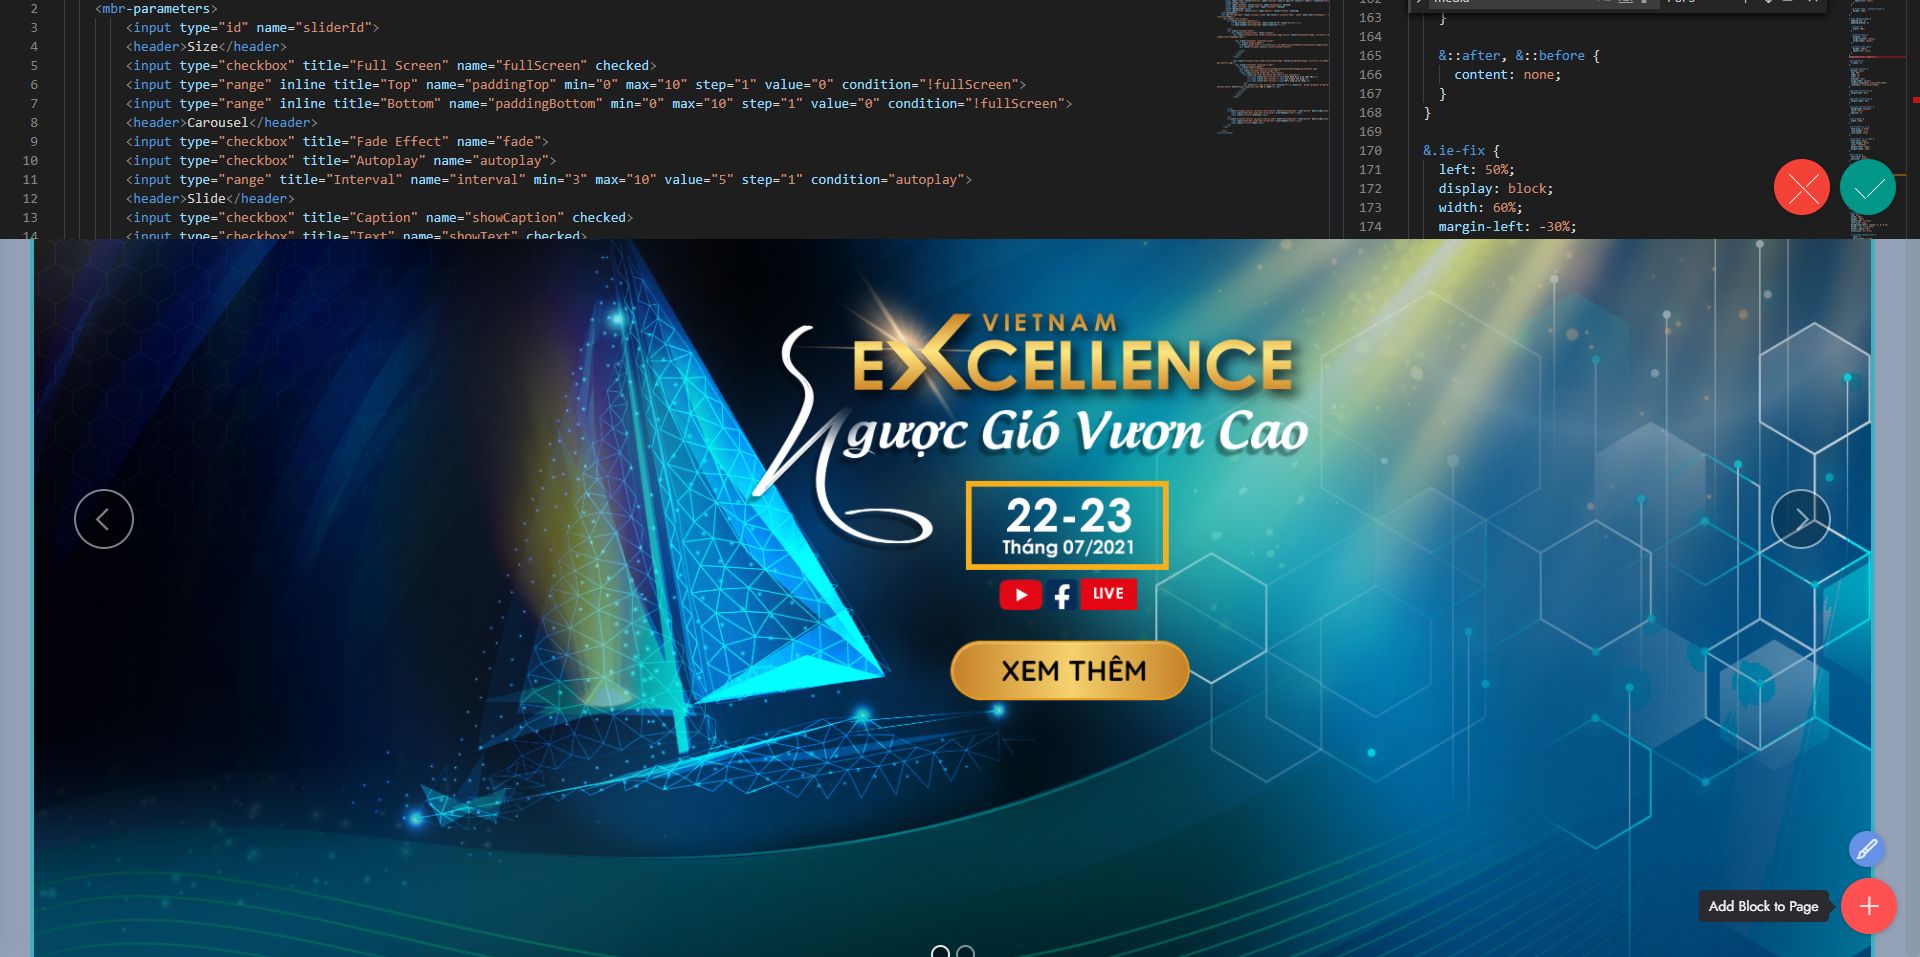 2 <mbr-parameters>
3 <input type="id" name="sliderId">
4 <header>Size</header>
5 <input type="checkbox" title="Full Screen" name="fullScreen" checked>
6 <input type="range" inline title="Top" name="paddingTop" min="0" max="10" step="1" value="0" condition="!fullScreen">
7 <input type="range" inline title="Bottom" name="paddingBottom" min="0" max="10" step="1" value="0" condition="!fullScreen">
8 <header>Carousel</header>
9 <input type="checkbox" title="Fade Effect" name="fade">
10 <input type="checkbox" title="Autoplay" name="autoplay">
11 <input type="range" title="Interval" name="interval" min="3" max="10" value="5" step="1" condition="autoplay">
12 <header>Slide</header>
13 <input type="checkbox" title="Caption" name="showCaption" checked>
14 <input type="checkbox" title="Text" name="showText" checked>
163 }
164
165 &::after, &::before {
166 content: none;
167 }
168 }
169
170 &.ie-fix {
171 left: 50%;
172 display: block;
173 width: 60%;
174 margin-left: -30%;
VIETNAM
EXCELLENCE
Ngược Gió Vươn Cao
22-23
Tháng 07/2021
LIVE
XEM THÊM
Add Block to Page